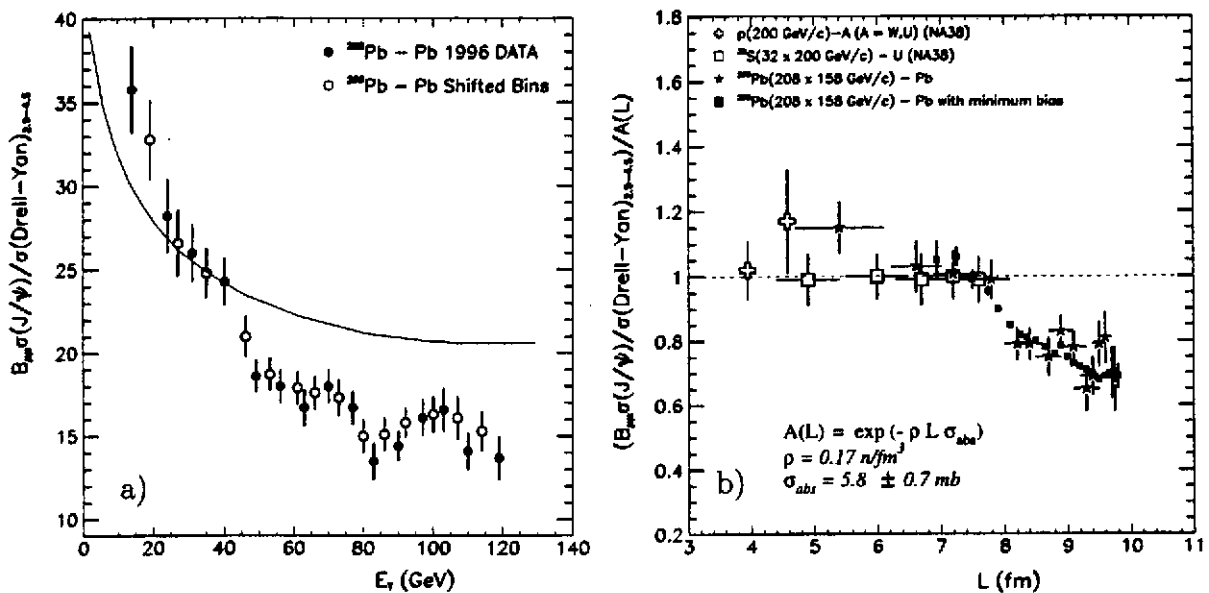 B_μμσ(J/ψ)/σ(Drell-Yan)_2.9-4.5
40
35
30
25
20
15
10
0 20 40 60 80 100 120 140
E_T (GeV)
● ²⁰⁸Pb - Pb 1996 DATA
○ ²⁰⁸Pb - Pb Shifted Bins
a)
(B_μμσ(J/ψ)/σ(Drell-Yan)_2.9-4.5)/A(L)
2
1.8
1.6
1.4
1.2
1
0.8
0.6
0.4
0.2
3 4 5 6 7 8 9 10 11
L (fm)
p(200 GeV/c)-A (A = W,U) (NA38)
□ ³²S(32 x 200 GeV/c) - U (NA38)
★ ²⁰⁸Pb(208 x 158 GeV/c) - Pb
■ ²⁰⁸Pb(208 x 158 GeV/c) - Pb with minimum bias
A(L) = exp (- ρ L σ_abs)
ρ = 0.17 n/fm³
σ_abs = 5.8 ± 0.7 mb
b)